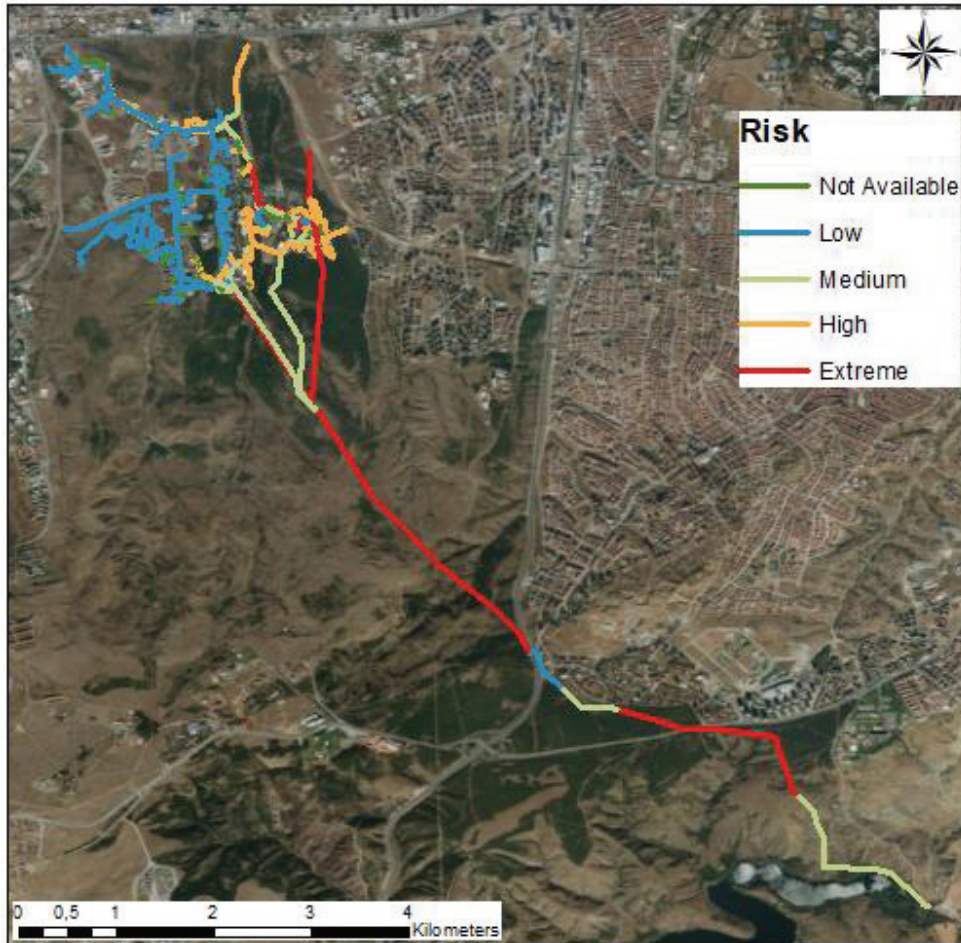 Risk
Not Available
Low
Medium
High
Extreme
0 0,5 1 2 3 4
Kilometers